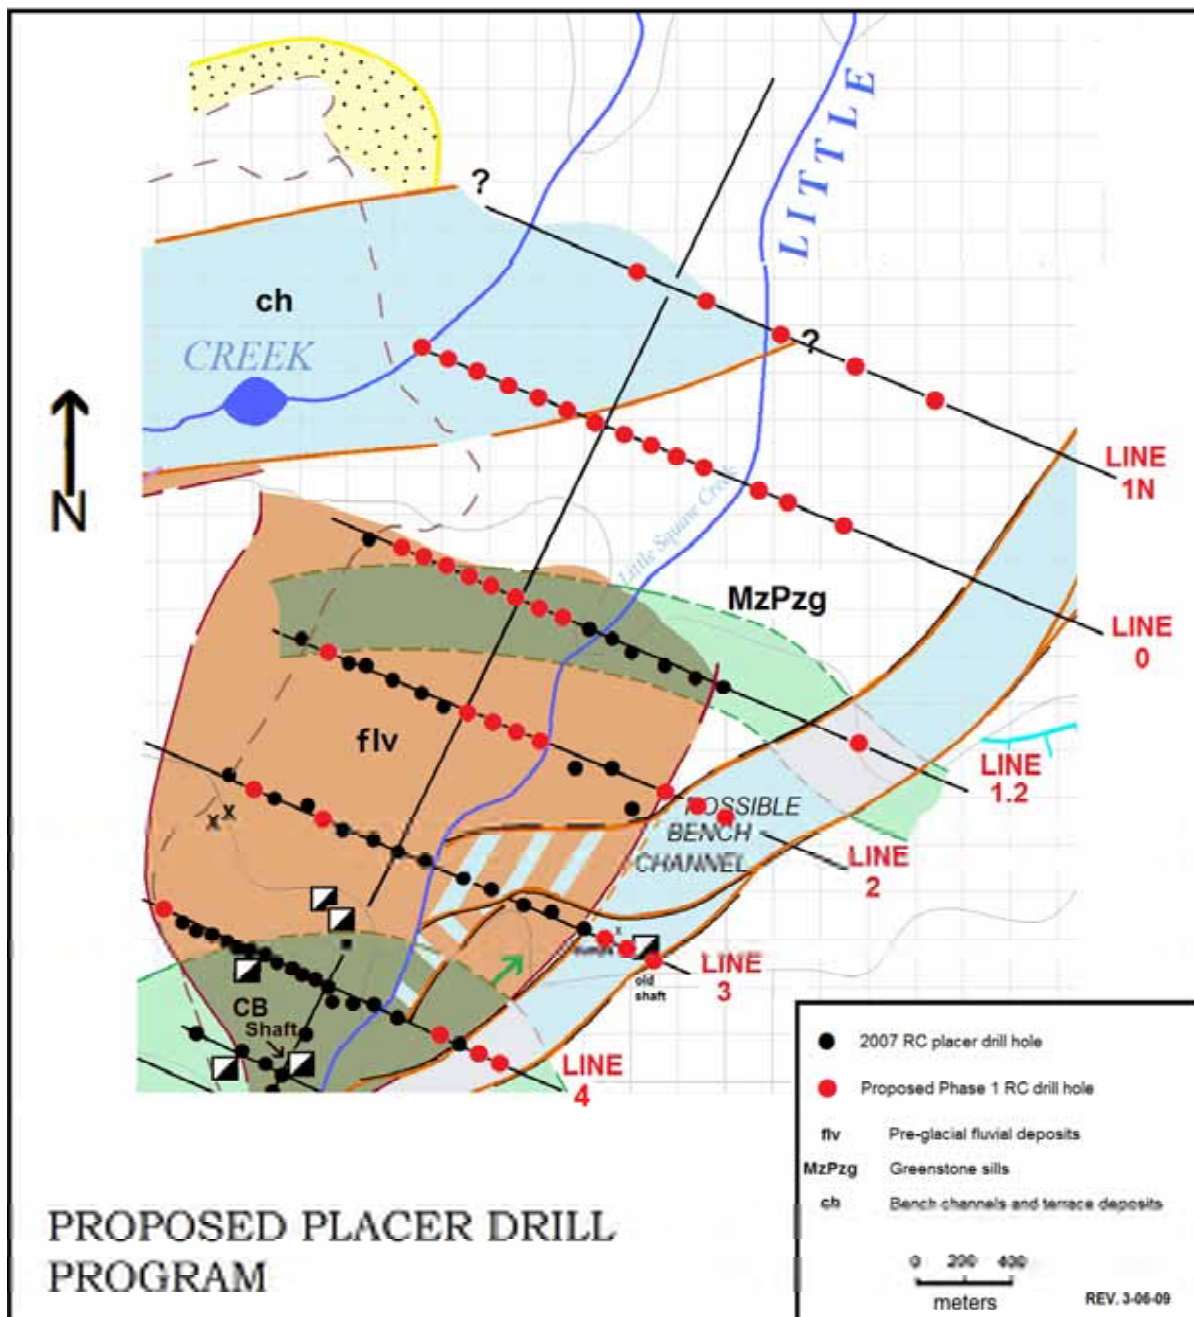 LITTLE
?
ch
CREEK
?
LINE
1N
N
Little Squaw Creek
MzPzg
LINE
0
flv
LINE
1.2
X X
POSSIBLE
BENCH
CHANNEL
LINE
2
x
LINE
3
old
shaft
CB
Shaft
LINE
4
2007 RC placer drill hole
Proposed Phase 1 RC drill hole
flv Pre-glacial fluvial deposits
MzPzg Greenstone sills
ch Bench channels and terrace deposits
0 200 400
meters
REV. 3-06-09
PROPOSED PLACER DRILL
PROGRAM